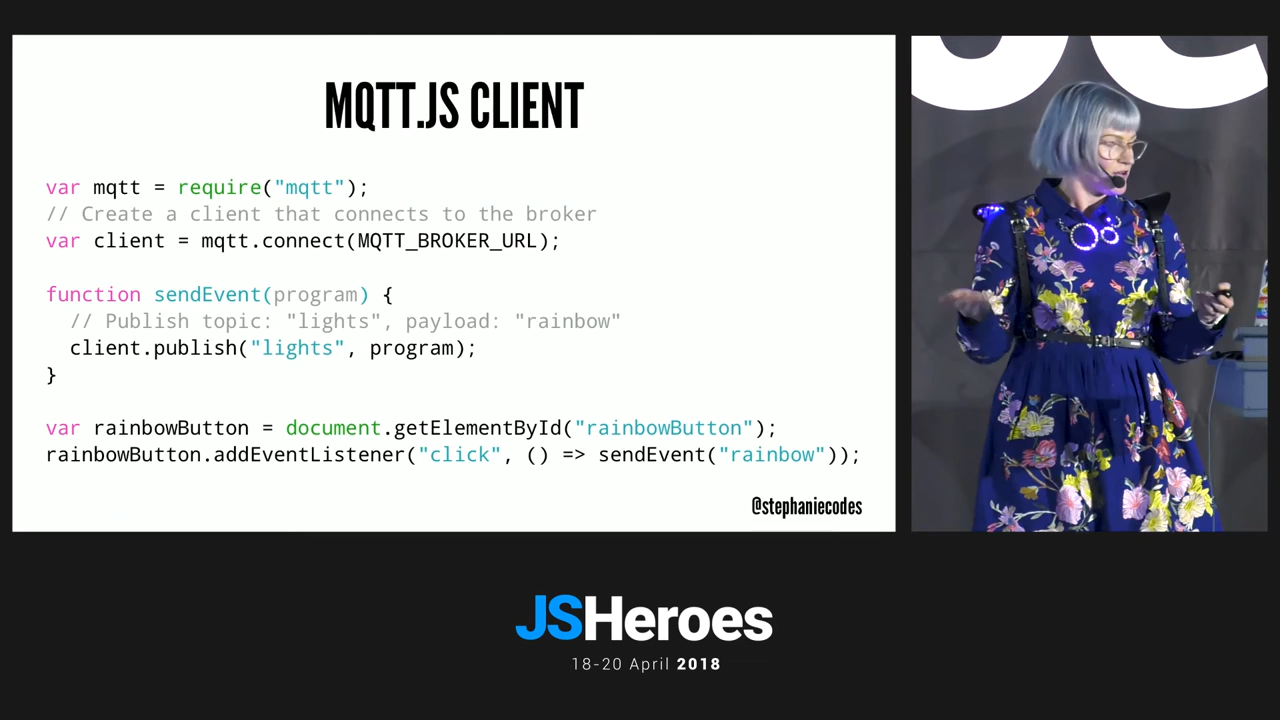 MQTT.JS CLIENT
var mqtt = require("mqtt");
// Create a client that connects to the broker
var client = mqtt.connect(MQTT_BROKER_URL);
function sendEvent(program) {
// Publish topic: "lights", payload: "rainbow"
client.publish("lights", program);
}
var rainbowButton = document.getElementById("rainbowButton");
rainbowButton.addEventListener("click", () => sendEvent("rainbow"));
@stephaniecodes
JSHeroes
18-20 April 2018